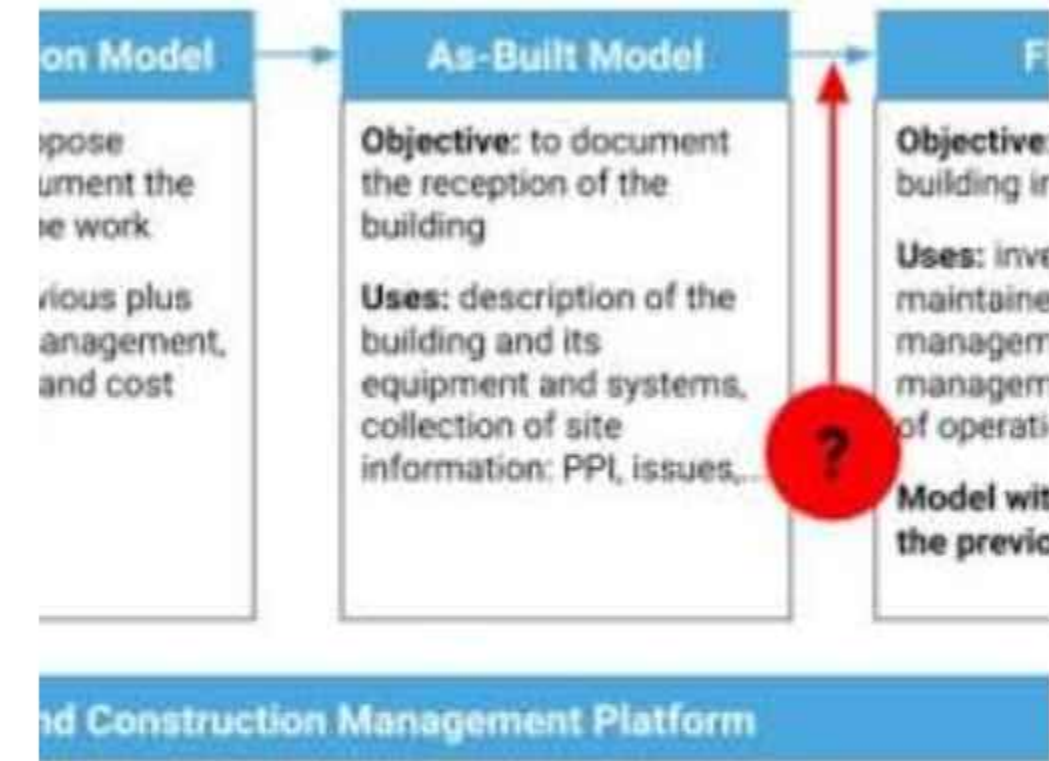 on Model
pose
ument the
e work
vious plus
anagement,
and cost
As-Built Model
Objective: to document
the reception of the
building
Uses: description of the
building and its
equipment and systems,
collection of site
information: PPI, issues,...
?
Objective:
building in
Uses: inve
maintaine
managem
managem
of operati
Model wit
the previo
nd Construction Management Platform